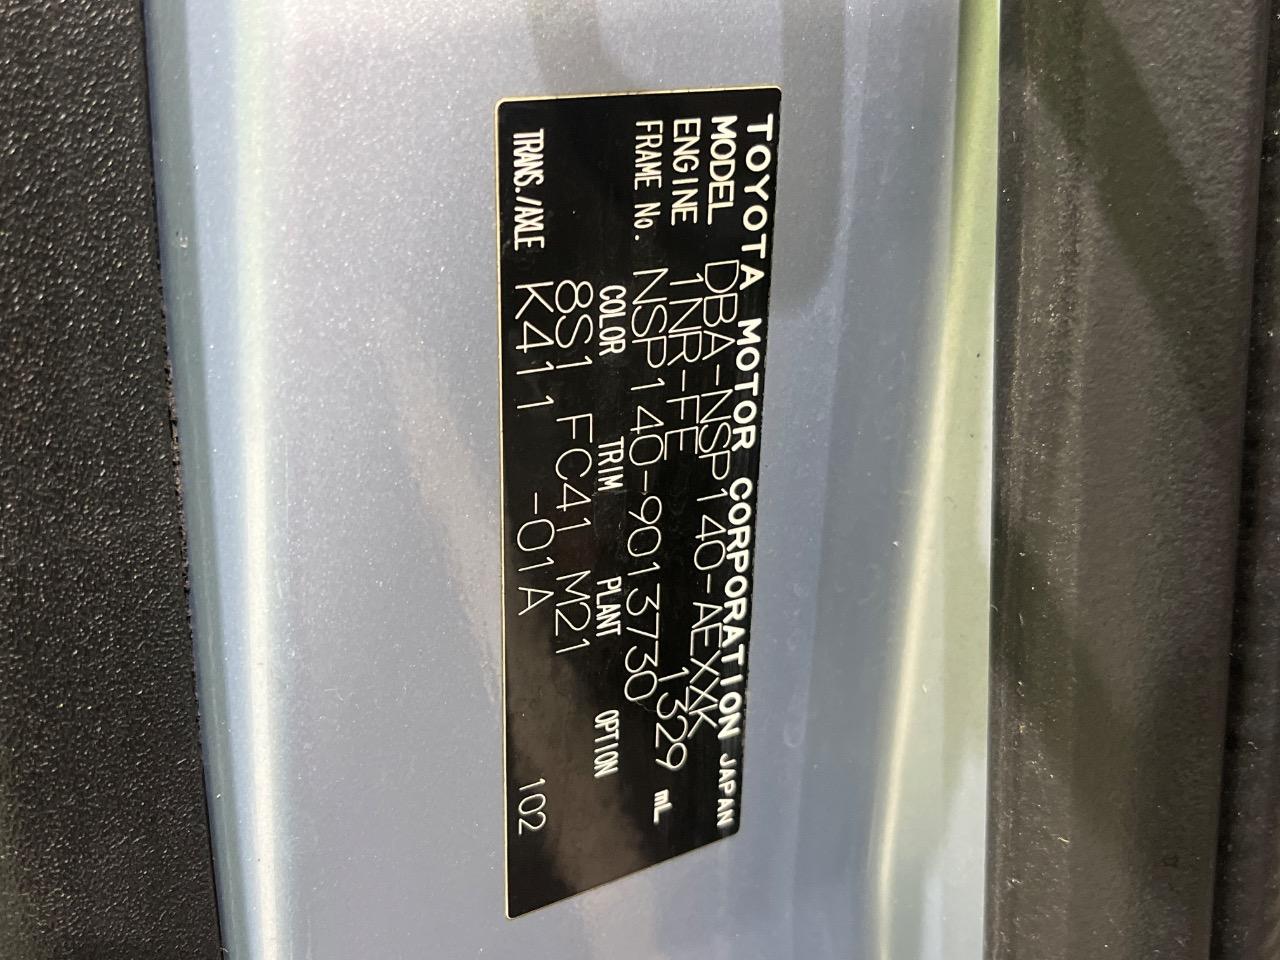 TOYOTA MOTOR CORPORATION JAPAN
MODEL DBA-NSP140-AEXXK
ENGINE 1NR-FE 1329 mL
FRAME No. NSP140-9013730
COLOR TRIM PLANT OPTION
8S1 FC41 M21
TRANS./AXLE K411 -01A 102